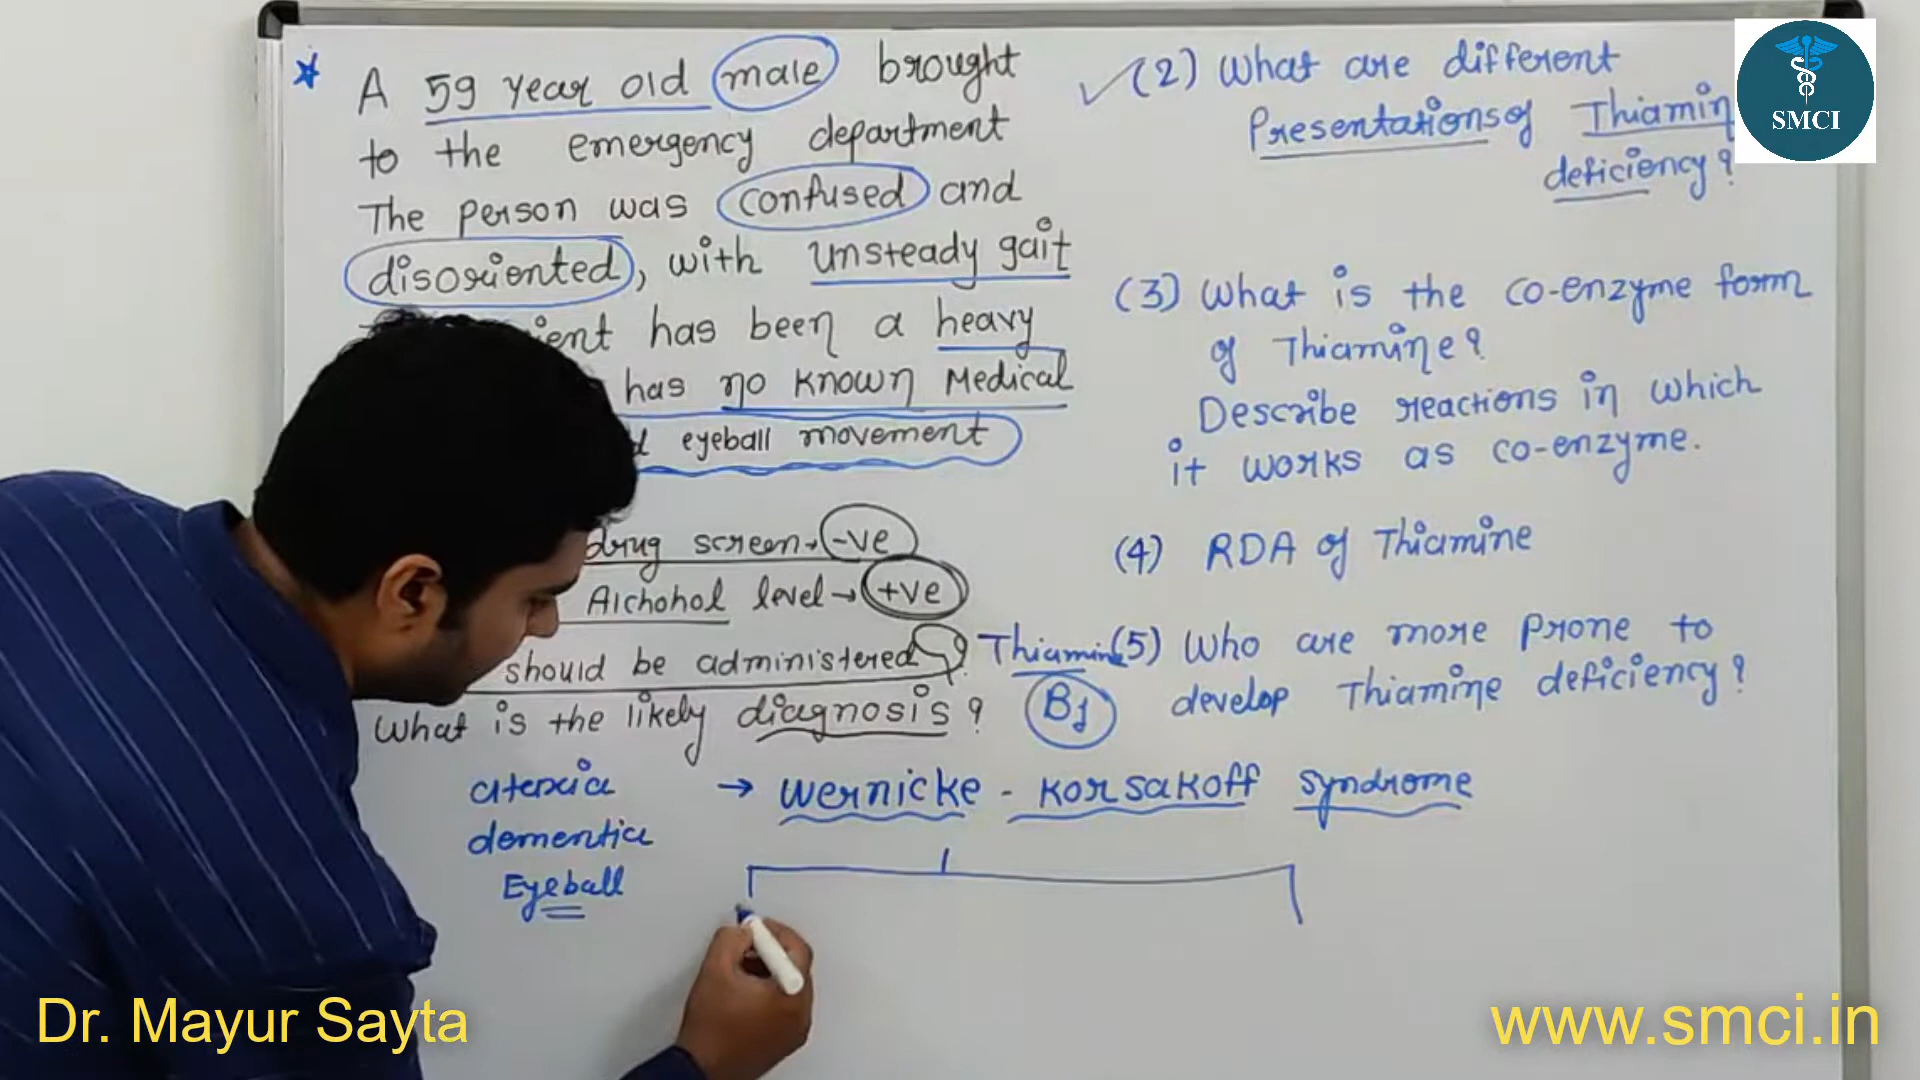 A 59 year old male brought
to the emergency department
The person was confused and
disoriented, with unsteady gait
ient has been a heavy
has no known Medical
eyeball movement
drug screen → -ve
Alchohol level → +ve
should be administered ? Thiamine
What is the likely diagnosis ? B1
ataxia
dementia
Eyeball
→ Wernicke - Korsakoff Syndrome
(2) What are different
Presentations of Thiamin
deficiency ?
(3) What is the co-enzyme form
of Thiamine ?
Describe reactions in which
it works as co-enzyme.
(4) RDA of Thiamine
(5) Who are more prone to
develop Thiamine deficiency ?
SMCI
Dr. Mayur Sayta
www.smci.in